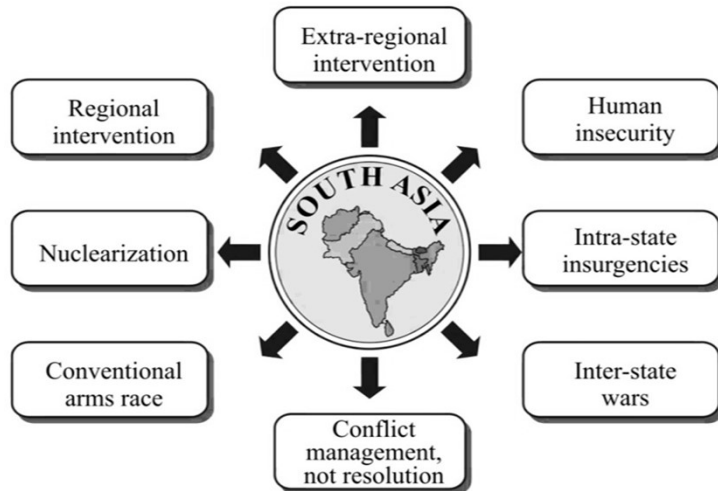 Extra-regional
intervention
Regional
intervention
Human
insecurity
SOUTH ASIA
Nuclearization
Intra-state
insurgencies
Conventional
arms race
Inter-state
wars
Conflict
management,
not resolution